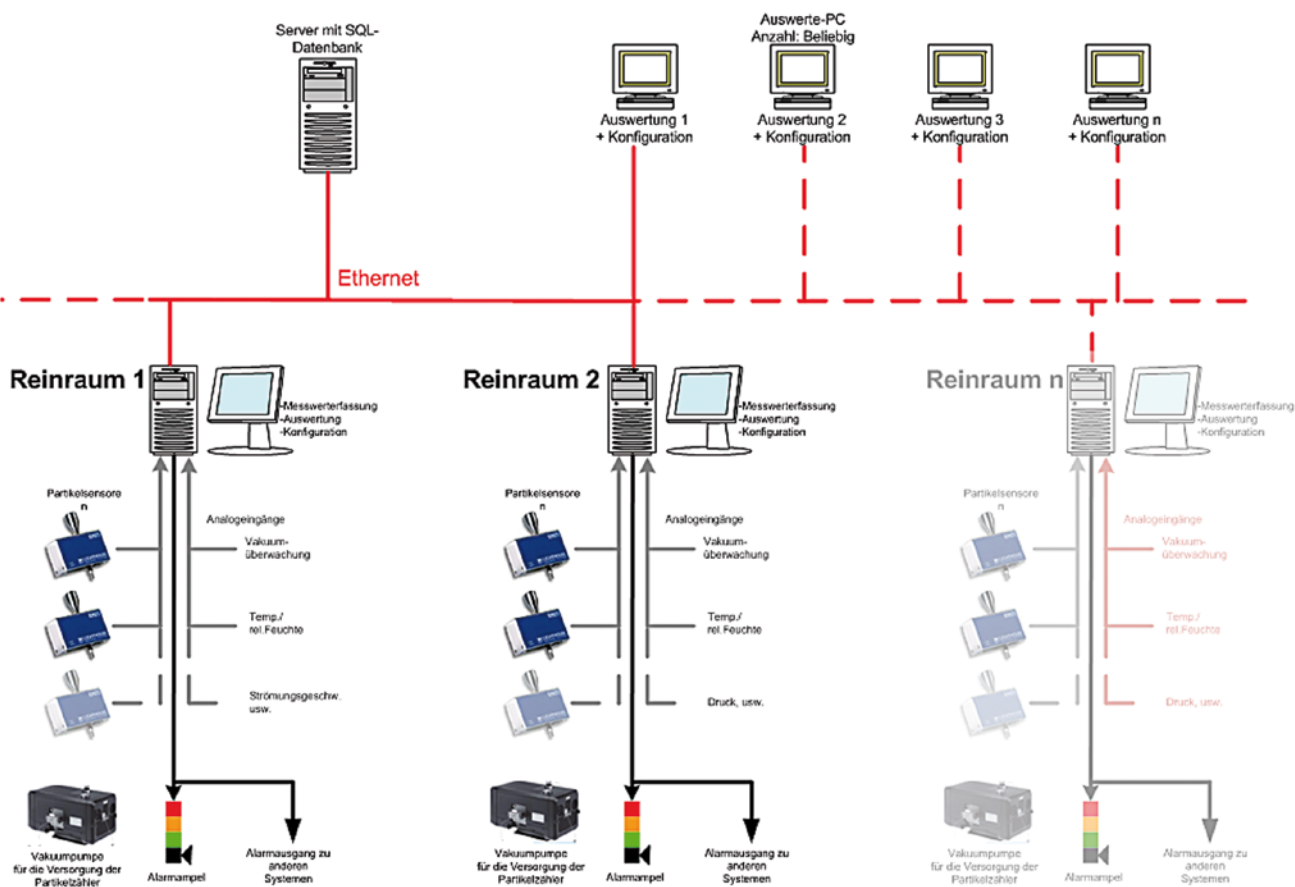 Server mit SQL-
Datenbank
Auswerte-PC
Anzahl: Beliebig
Auswertung 1
+ Konfiguration
Auswertung 2
+ Konfiguration
Auswertung 3
+ Konfiguration
Auswertung n
+ Konfiguration
Ethernet
Reinraum 1
-Messwerterfassung
-Auswertung
-Konfiguration
Partikelsensore
n
Analogeingänge
Vakuum-
überwachung
Temp./
rel.Feuchte
Strömungsgeschw.
usw.
Vakuumpumpe
für die Versorgung der
Partikelzähler
Alarmampel
Alarmausgang zu
anderen
Systemen
Reinraum 2
-Messwerterfassung
-Auswertung
-Konfiguration
Partikelsensore
n
Analogeingänge
Vakuum-
überwachung
Temp./
rel.Feuchte
Druck, usw.
Vakuumpumpe
für die Versorgung der
Partikelzähler
Alarmampel
Alarmausgang zu
anderen
Systemen
Reinraum n
-Messwerterfassung
-Auswertung
-Konfiguration
Partikelsensore
n
Analogeingänge
Vakuum-
überwachung
Temp./
rel.Feuchte
Druck, usw.
Vakuumpumpe
für die Versorgung der
Partikelzähler
Alarmampel
Alarmausgang zu
anderen
Systemen